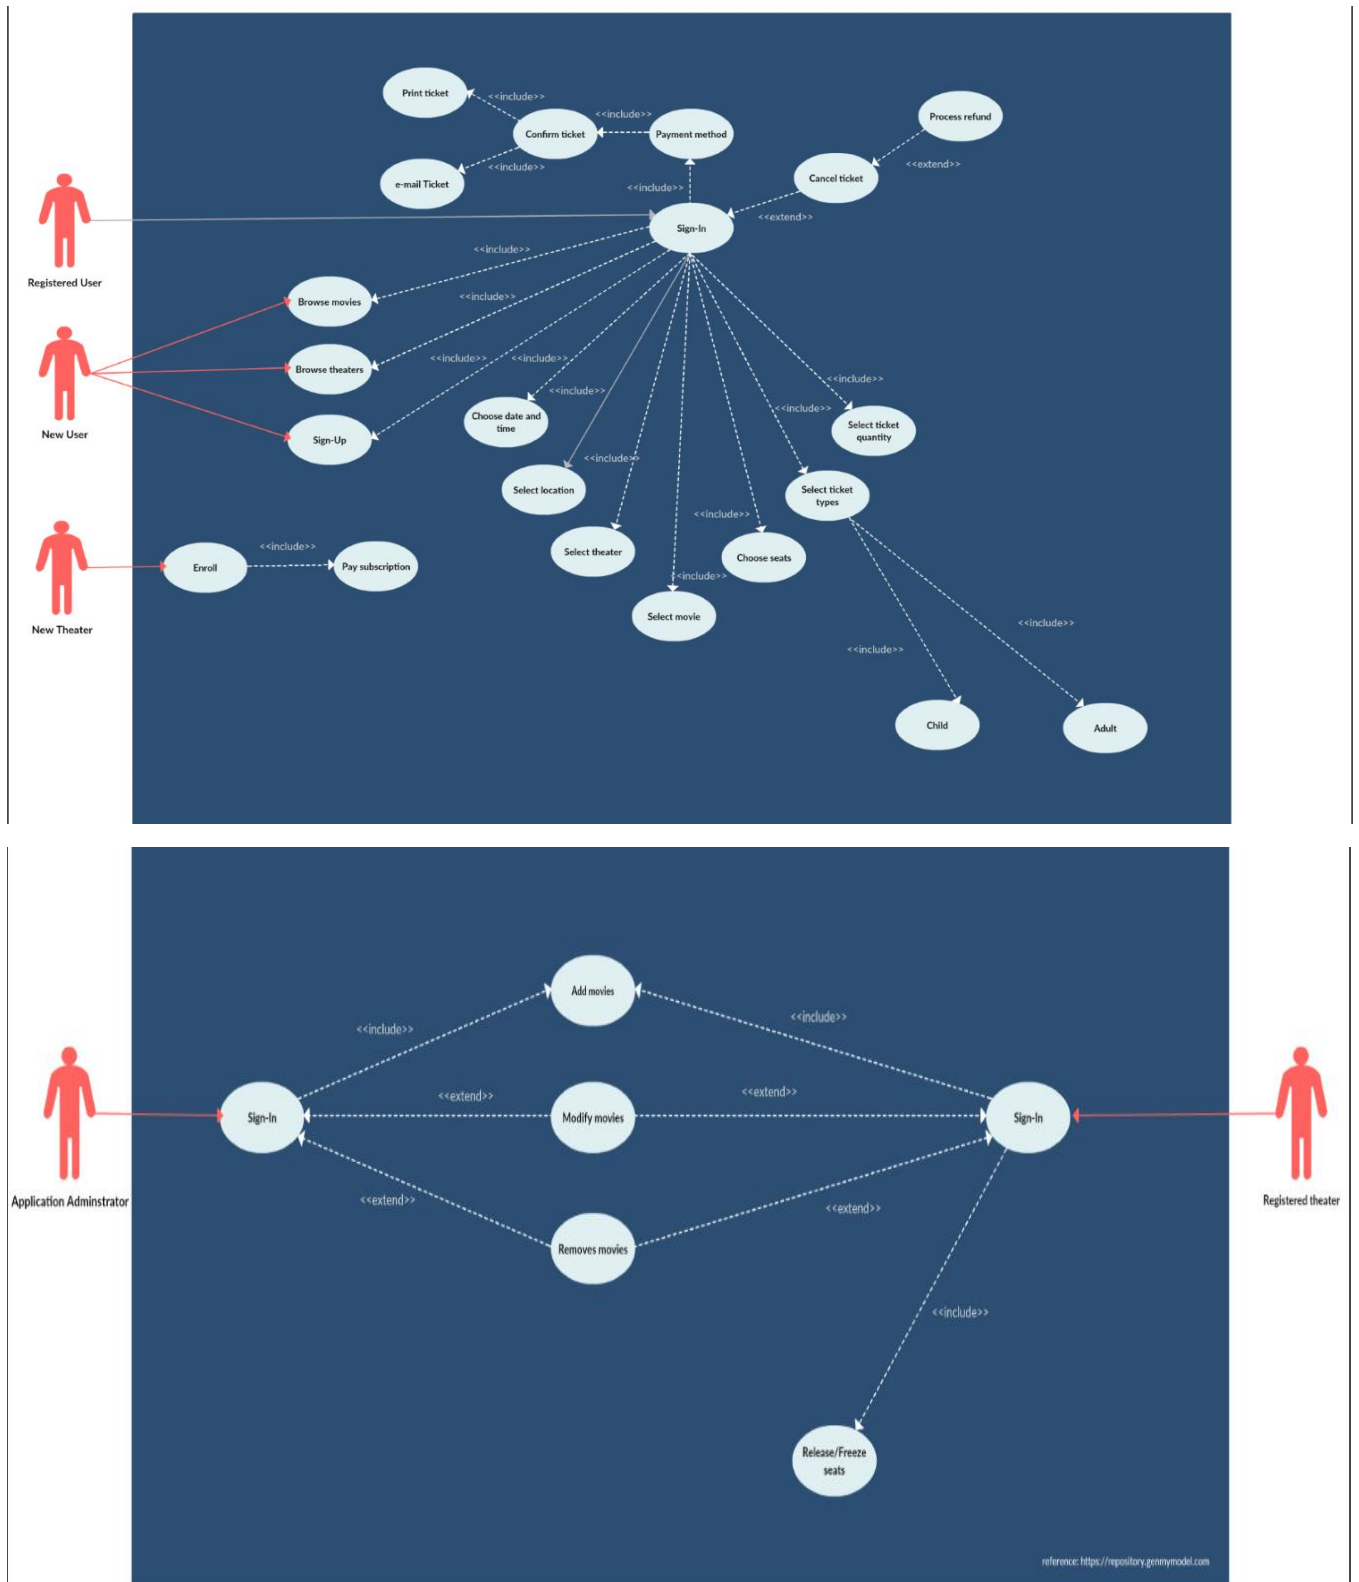 Print ticket
<<include>>
<<include>>
Confirm ticket
Payment method
Process refund
<<include>>
<<extend>>
e-mail Ticket
Cancel ticket
<<include>>
<<extend>>
Sign-In
Registered User
<<include>>
Browse movies
<<include>>
New User
Browse theaters
<<include>>
<<include>>
Sign-Up
Choose date and
time
<<include>>
<<include>>
<<include>>
Select ticket
quantity
<<include>>
Select location
Select ticket
types
<<include>>
New Theater
Enroll
<<include>>
Pay subscription
Select theater
Choose seats
<<include>>
Select movie
<<include>>
<<include>>
Child
Adult
Add movies
<<include>>
<<include>>
Application Adminstrator
Sign-In
<<extend>>
Modify movies
<<extend>>
Sign-In
Registered theater
<<extend>>
Removes movies
<<extend>>
<<include>>
Release/Freeze
seats
reference: https://repository.genmymodel.com